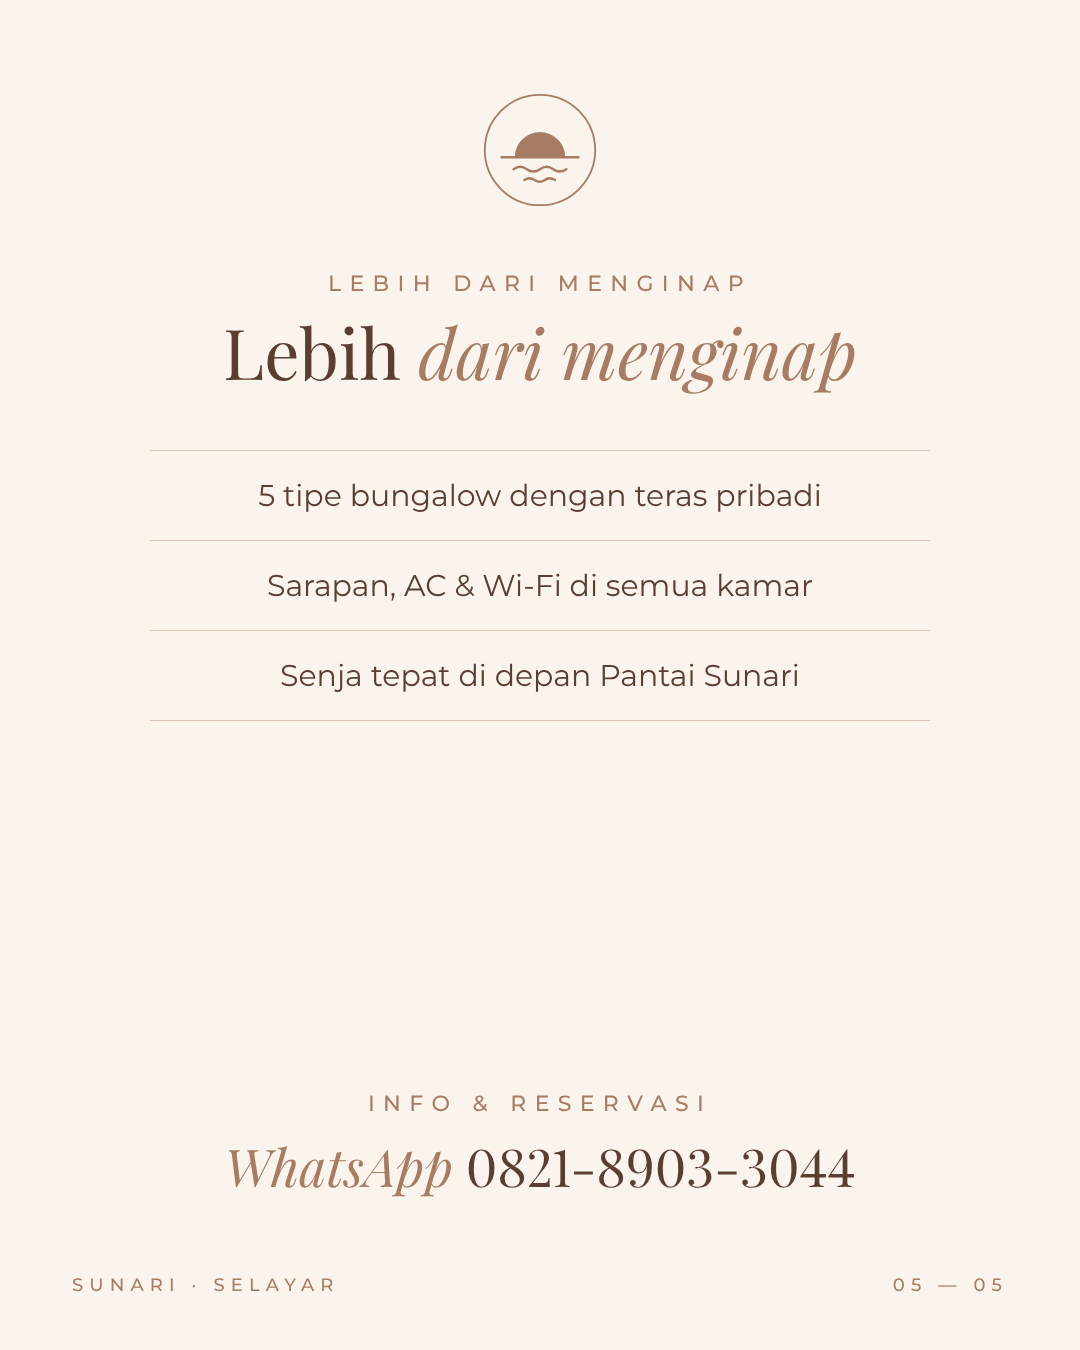 LEBIH DARI MENGINAP
Lebih dari menginap
5 tipe bungalow dengan teras pribadi
Sarapan, AC & Wi-Fi di semua kamar
Senja tepat di depan Pantai Sunari
INFO & RESERVASI
WhatsApp 0821-8903-3044
SUNARI · SELAYAR
05 — 05